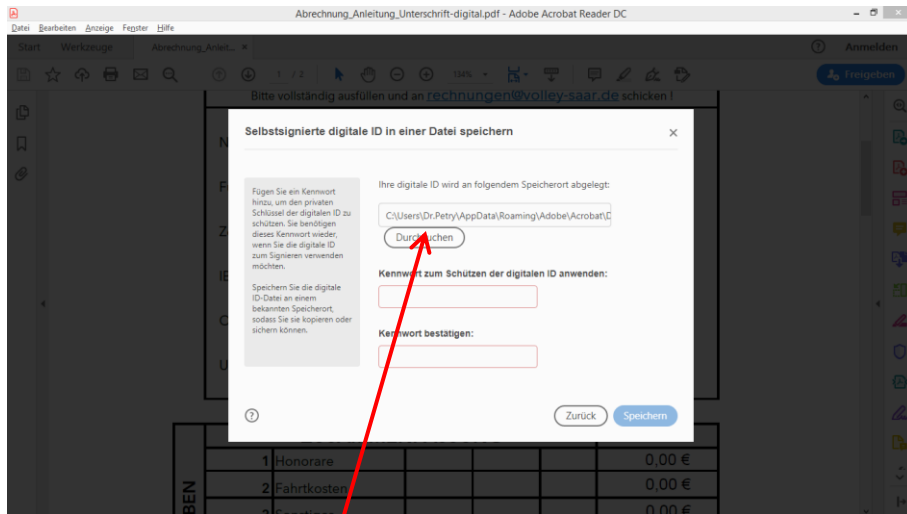 Abrechnung_Anleitung_Unterschrift-digital.pdf - Adobe Acrobat Reader DC
Datei Bearbeiten Anzeige Fenster Hilfe
Start Werkzeuge Abrechnung_Anleit... × Anmelden
1 / 2 134% Freigeben
Bitte vollständig ausfüllen und an rechnungen@volley-saar.de schicken !
Selbstsignierte digitale ID in einer Datei speichern
Fügen Sie ein Kennwort
hinzu, um den privaten
Schlüssel der digitalen ID zu
schützen. Sie benötigen
dieses Kennwort wieder,
wenn Sie die digitale ID
zum Signieren verwenden
möchten.
Speichern Sie die digitale
ID-Datei an einem
bekannten Speicherort,
sodass Sie sie kopieren oder
sichern können.
Ihre digitale ID wird an folgendem Speicherort abgelegt:
C:\Users\Dr.Petry\AppData\Roaming\Adobe\Acrobat\D
Durchsuchen
Kennwort zum Schützen der digitalen ID anwenden:
Kennwort bestätigen:
Zurück Speichern
1 Honorare 0,00 €
2 Fahrtkosten 0,00 €
0,00 €